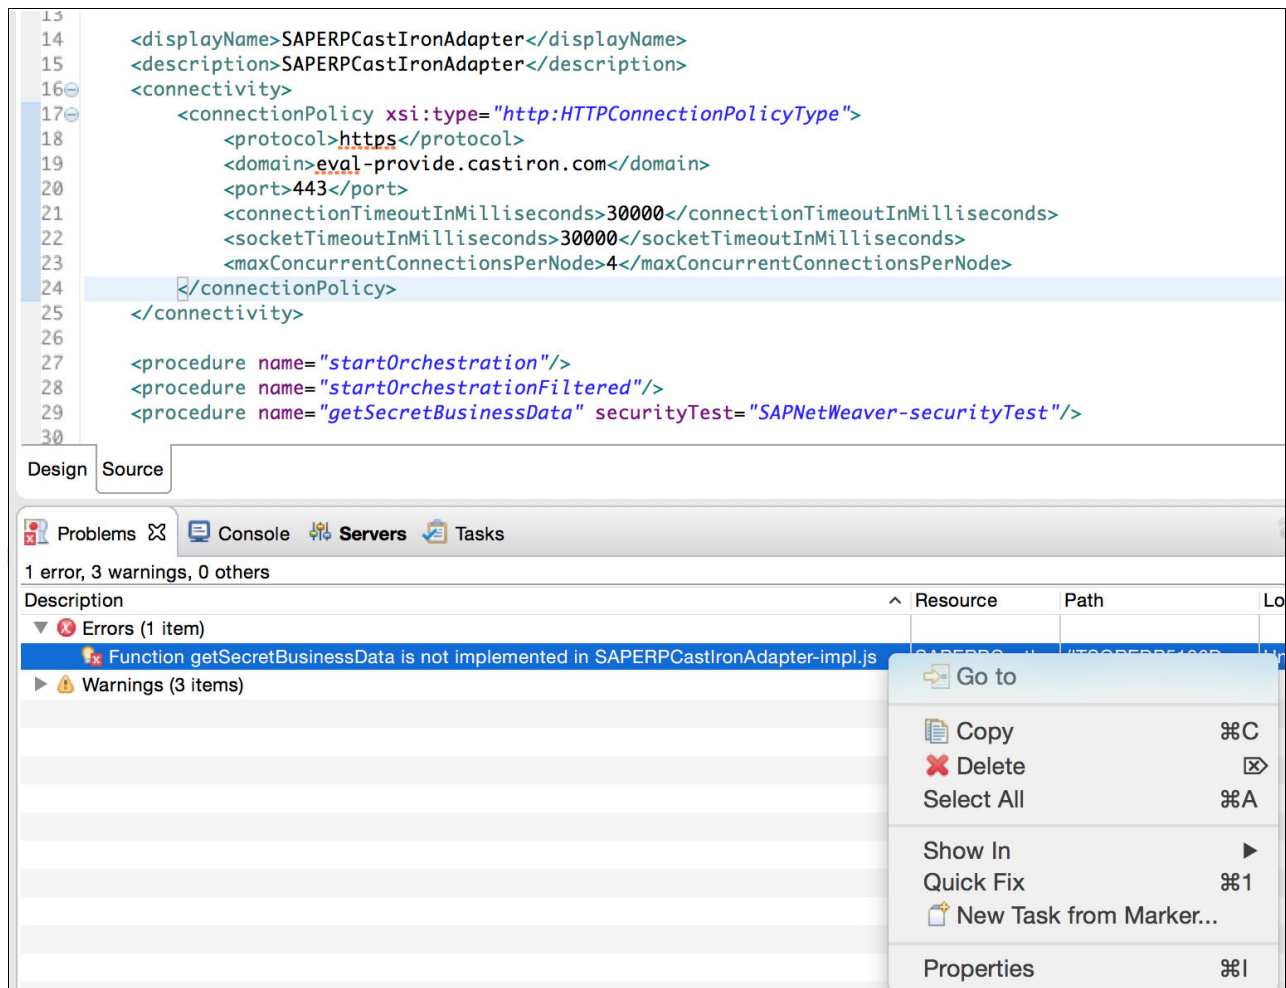 13
14 <displayName>SAPERPCastIronAdapter</displayName>
15 <description>SAPERPCastIronAdapter</description>
16 <connectivity>
17 <connectionPolicy xsi:type="http:HTTPConnectionPolicyType">
18 <protocol>https</protocol>
19 <domain>eval-provide.castiron.com</domain>
20 <port>443</port>
21 <connectionTimeoutInMilliseconds>30000</connectionTimeoutInMilliseconds>
22 <socketTimeoutInMilliseconds>30000</socketTimeoutInMilliseconds>
23 <maxConcurrentConnectionsPerNode>4</maxConcurrentConnectionsPerNode>
24 </connectionPolicy>
25 </connectivity>
26
27 <procedure name="startOrchestration"/>
28 <procedure name="startOrchestrationFiltered"/>
29 <procedure name="getSecretBusinessData" securityTest="SAPNetWeaver-securityTest"/>
30
Design Source
Problems Console Servers Tasks
1 error, 3 warnings, 0 others
Description Resource Path Lo
Errors (1 item)
Function getSecretBusinessData is not implemented in SAPERPCastIronAdapter-impl.js
Warnings (3 items)
Go to
Copy ⌘C
Delete ⌦
Select All ⌘A
Show In ▶
Quick Fix ⌘1
New Task from Marker...
Properties ⌘I